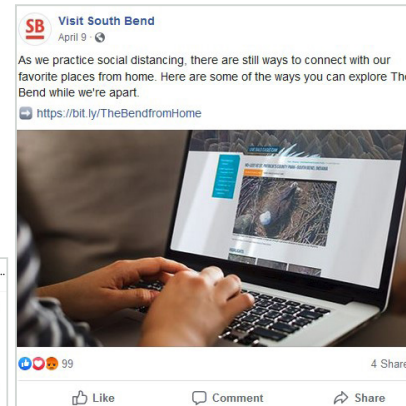 SB
Visit South Bend
April 9 ·
As we practice social distancing, there are still ways to connect with our
favorite places from home. Here are some of the ways you can explore The
Bend while we're apart.
https://bit.ly/TheBendfromHome
...
99
4 Share
Like
Comment
Share